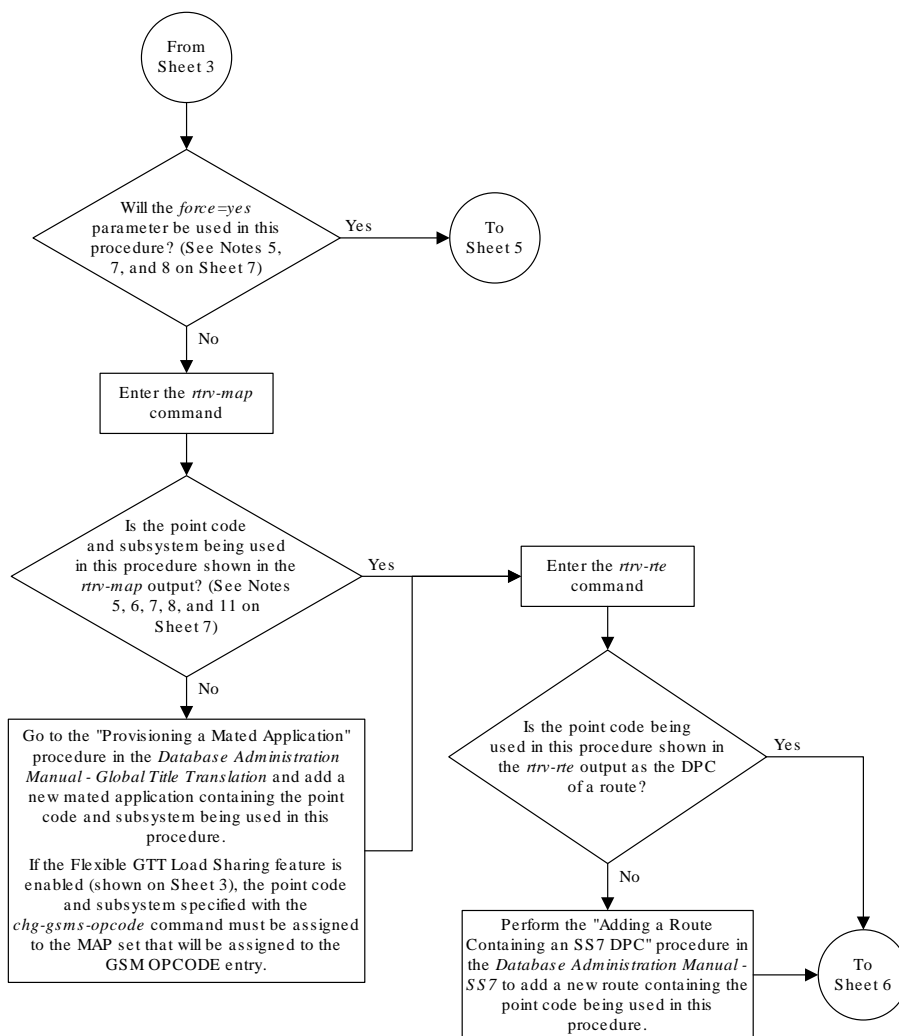 From
Sheet 3
Will the force=yes
parameter be used in this
procedure? (See Notes 5,
7, and 8 on Sheet 7)
Yes
To
Sheet 5
No
Enter the rtrv-map
command
Is the point code
and subsystem being used
in this procedure shown in the
rtrv-map output? (See Notes
5, 6, 7, 8, and 11 on
Sheet 7)
Yes
No
Go to the "Provisioning a Mated Application"
procedure in the Database Administration
Manual - Global Title Translation and add a
new mated application containing the point
code and subsystem being used in this
procedure.
If the Flexible GTT Load Sharing feature is
enabled (shown on Sheet 3), the point code
and subsystem specified with the
chg-gsms-opcode command must be assigned
to the MAP set that will be assigned to the
GSM OPCODE entry.
Enter the rtrv-rte
command
Is the point code being
used in this procedure shown in
the rtrv-rte output as the DPC
of a route?
Yes
No
Perform the "Adding a Route
Containing an SS7 DPC" procedure in
the Database Administration Manual -
SS7 to add a new route containing the
point code being used in this
procedure.
To
Sheet 6